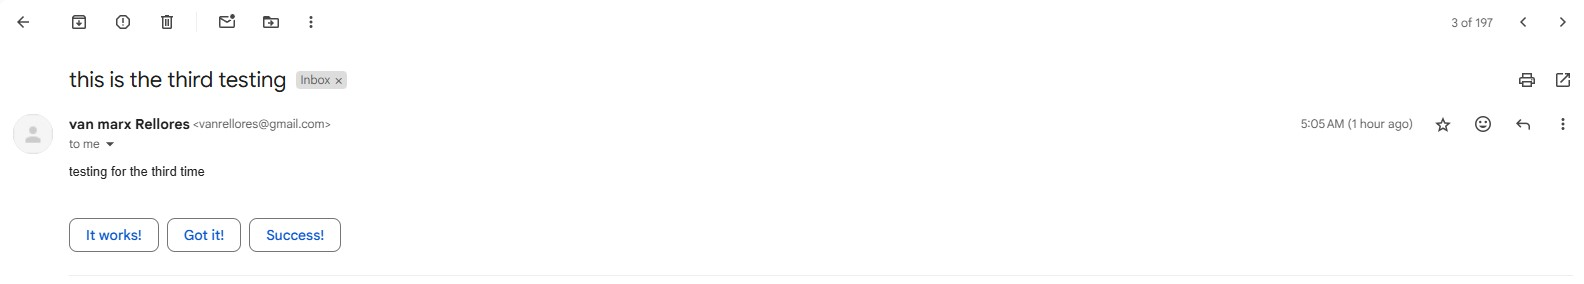 3 of 197
this is the third testing Inbox ×
van marx Rellores <vanrellores@gmail.com> 5:05 AM (1 hour ago)
to me
testing for the third time
It works! Got it! Success!